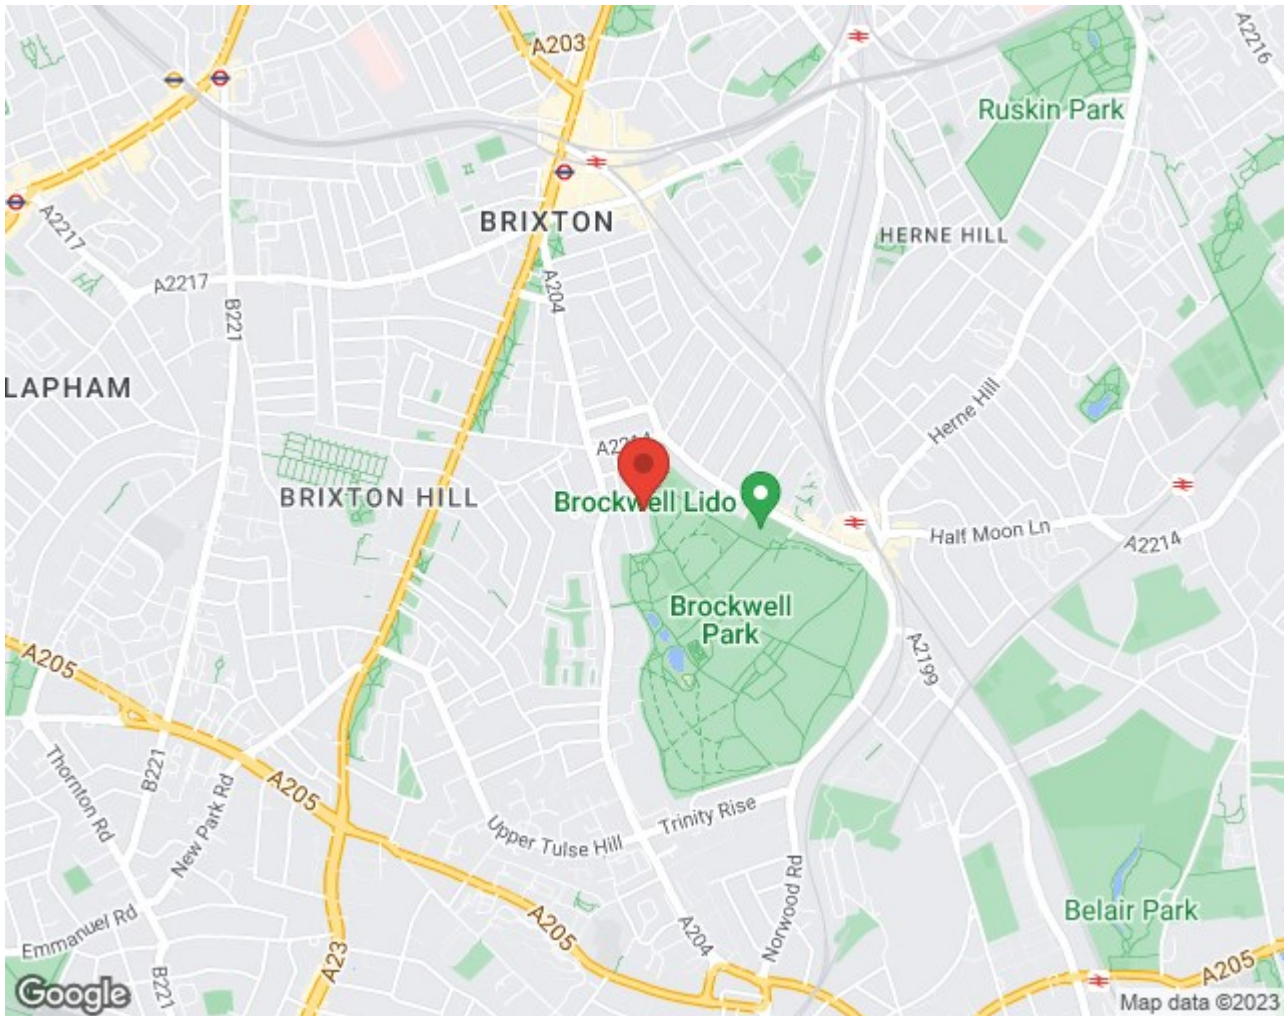 A203
A2216
Ruskin Park
BRIXTON
HERNE HILL
A2217
A2217
A204
B221
LAPHAM
Herne Hill
A2214
BRIXTON HILL
Brockwell Lido
Half Moon Ln
A2214
Brockwell
Park
A205
A2199
Thornton Rd
B221
New Park Rd
A205
Upper Tulse Hill
Trinity Rise
Norwood Rd
Belair Park
Emmanuel Rd
A23
B221
A205
A204
A205
Google
Map data ©2023